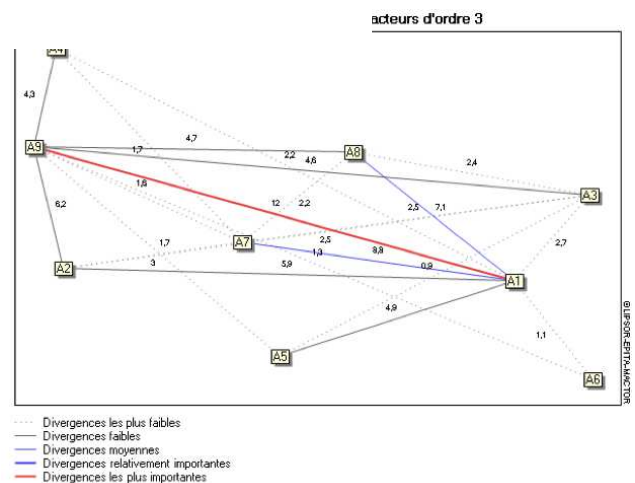 acteurs d'ordre 3
A4
4,3
4,7
1,7
2,2
4,6
A9
A8
2,4
1,6
A3
12
2,2
2,5
7,1
6,2
1,7
A7
2,5
8,8
2,7
1,3
3
5,9
0,9
A2
A1
4,9
1,1
A5
A6
©LIPSOR-EPITA-MACTOR
Divergences les plus faibles
Divergences faibles
Divergences moyennes
Divergences relativement importantes
Divergences les plus importantes